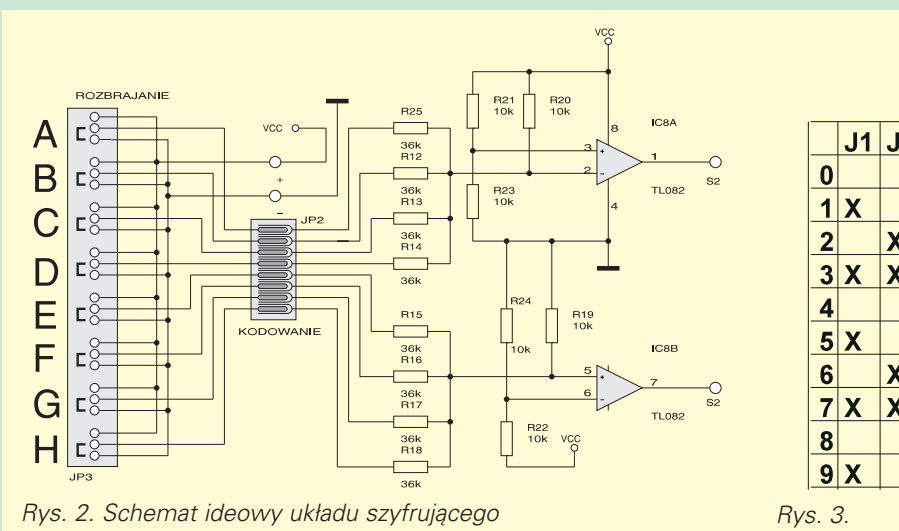 ROZBRAJANIE
A
B
C
D
E
F
G
H
JP3
VCC
+
-
JP2
KODOWANIE
R25
36k
R12
36k
R13
36k
R14
36k
R15
36k
R16
36k
R17
36k
R18
36k
VCC
R21
10k
R20
10k
R23
10k
3
+
2
-
8
4
1
IC8A
TL082
S2
R24
10k
R19
10k
R22
10k
VCC
5
+
6
-
7
IC8B
TL082
S2
Rys. 2. Schemat ideowy układu szyfrującego
J1 J
0
1 X
2 X
3 X X
4
5 X
6 X
7 X X
8
9 X
Rys. 3.